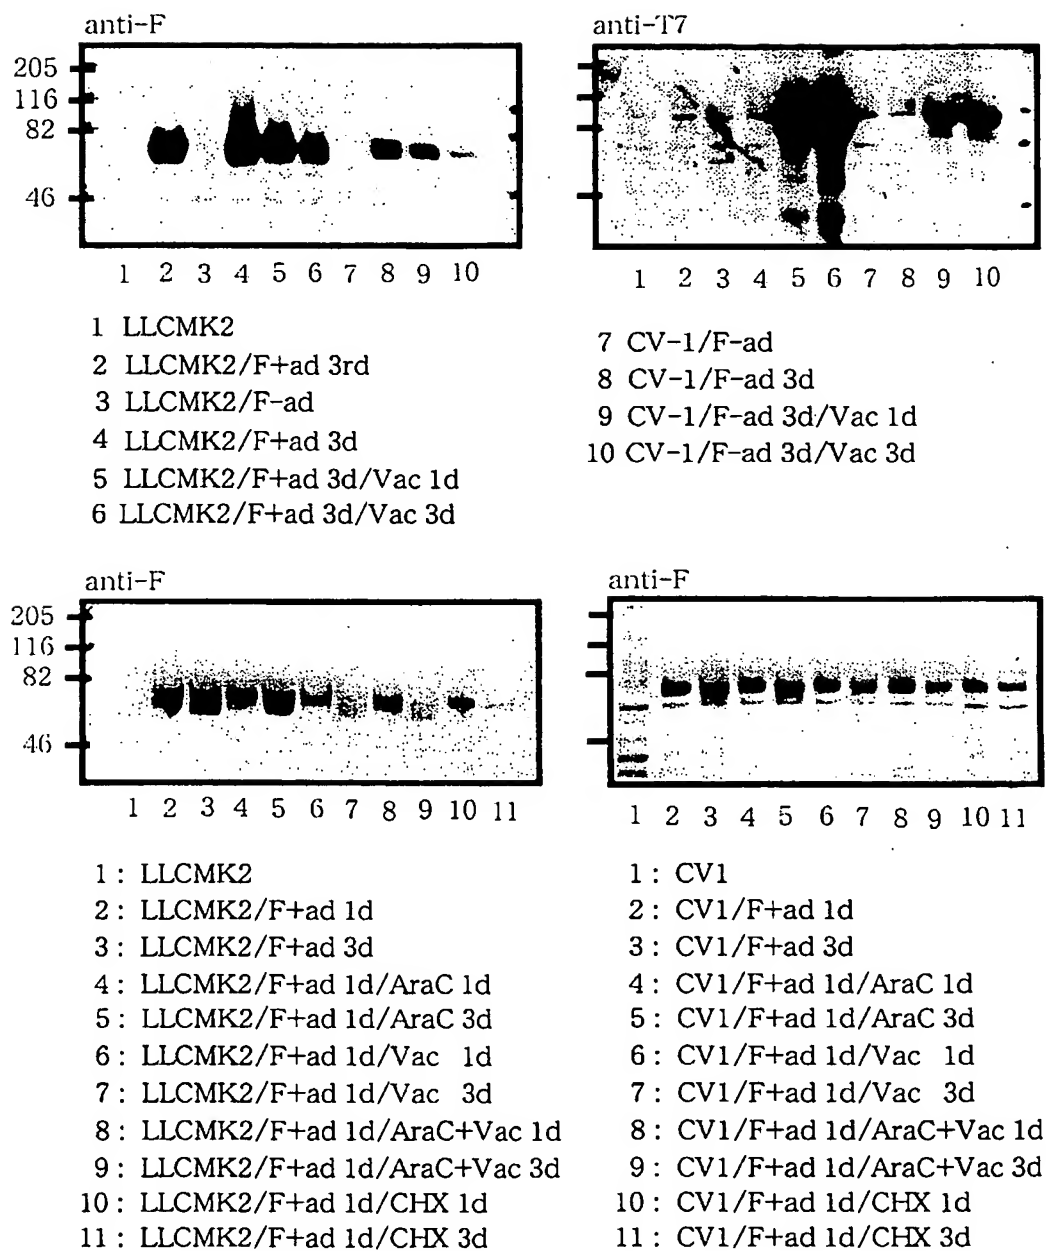 anti-F
205
116
82
46
1 2 3 4 5 6 7 8 9 10
1 LLCMK2
2 LLCMK2/F+ad 3rd
3 LLCMK2/F-ad
4 LLCMK2/F+ad 3d
5 LLCMK2/F+ad 3d/Vac 1d
6 LLCMK2/F+ad 3d/Vac 3d
anti-T7
1 2 3 4 5 6 7 8 9 10
7 CV-1/F-ad
8 CV-1/F-ad 3d
9 CV-1/F-ad 3d/Vac 1d
10 CV-1/F-ad 3d/Vac 3d
anti-F
205
116
82
46
1 2 3 4 5 6 7 8 9 10 11
1 : LLCMK2
2 : LLCMK2/F+ad 1d
3 : LLCMK2/F+ad 3d
4 : LLCMK2/F+ad 1d/AraC 1d
5 : LLCMK2/F+ad 1d/AraC 3d
6 : LLCMK2/F+ad 1d/Vac 1d
7 : LLCMK2/F+ad 1d/Vac 3d
8 : LLCMK2/F+ad 1d/AraC+Vac 1d
9 : LLCMK2/F+ad 1d/AraC+Vac 3d
10 : LLCMK2/F+ad 1d/CHX 1d
11 : LLCMK2/F+ad 1d/CHX 3d
anti-F
1 2 3 4 5 6 7 8 9 10 11
1 : CV1
2 : CV1/F+ad 1d
3 : CV1/F+ad 3d
4 : CV1/F+ad 1d/AraC 1d
5 : CV1/F+ad 1d/AraC 3d
6 : CV1/F+ad 1d/Vac 1d
7 : CV1/F+ad 1d/Vac 3d
8 : CV1/F+ad 1d/AraC+Vac 1d
9 : CV1/F+ad 1d/AraC+Vac 3d
10 : CV1/F+ad 1d/CHX 1d
11 : CV1/F+ad 1d/CHX 3d